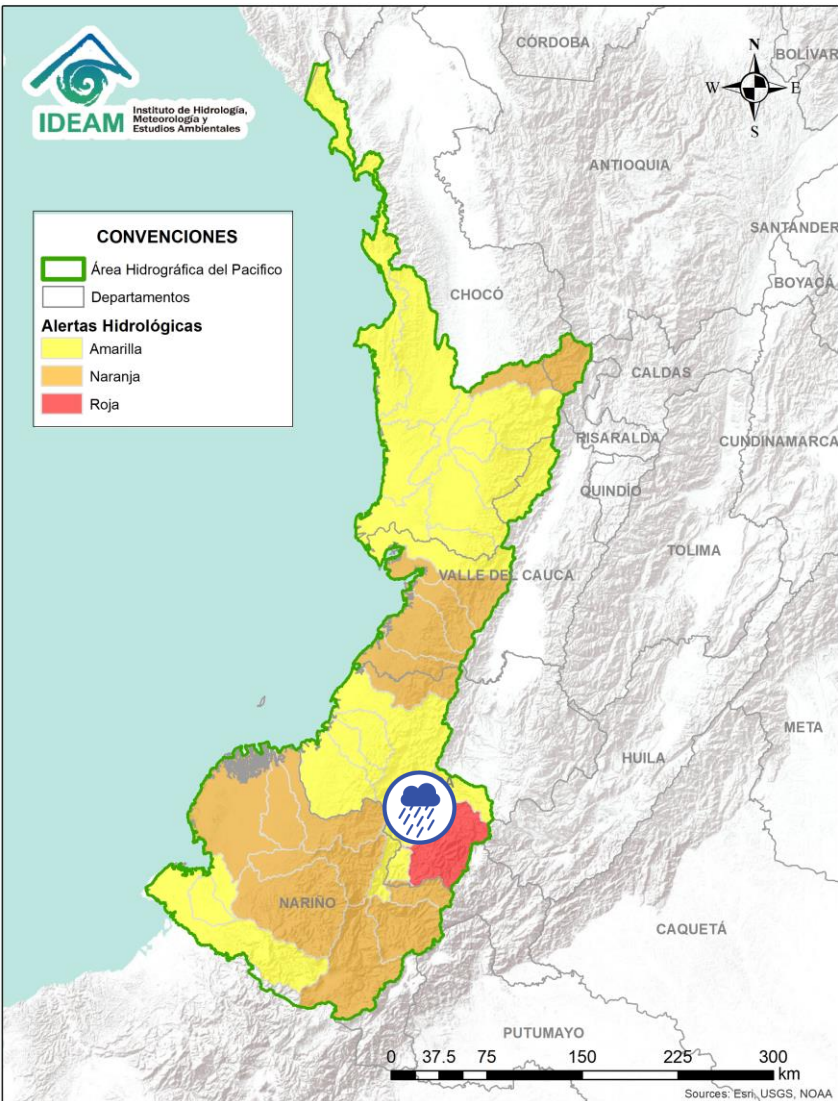 IDEAM
Instituto de Hidrología,
Meteorología y
Estudios Ambientales
CÓRDOBA
BOLÍVAR
N
W
E
S
ANTIOQUIA
SANTANDER
BOYACÁ
CHOCÓ
CALDAS
RISARALDA
CUNDINAMARCA
QUINDÍO
TOLIMA
VALLE DEL CAUCA
META
HUILA
NARIÑO
CAQUETÁ
PUTUMAYO
CONVENCIONES
Área Hidrográfica del Pacifico
Departamentos
Alertas Hidrológicas
Amarilla
Naranja
Roja
0 37.5 75 150 225 300
km
Sources: Esri, USGS, NOAA